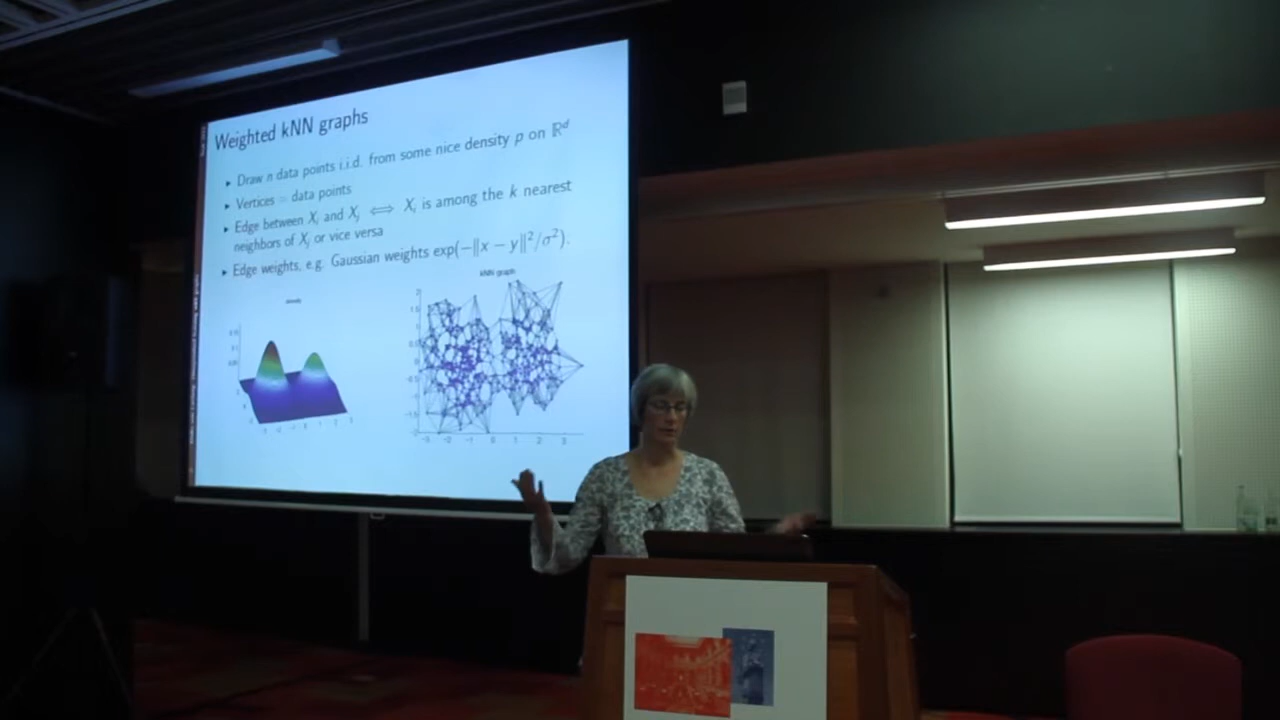 Weighted kNN graphs
▸ Draw n data points i.i.d. from some nice density p on ℝ^d
▸ Vertices = data points
▸ Edge between X_i and X_j ⟺ X_i is among the k nearest
neighbors of X_j or vice versa
▸ Edge weights, e.g. Gaussian weights exp(−‖x − y‖²/σ²).
density
kNN graph